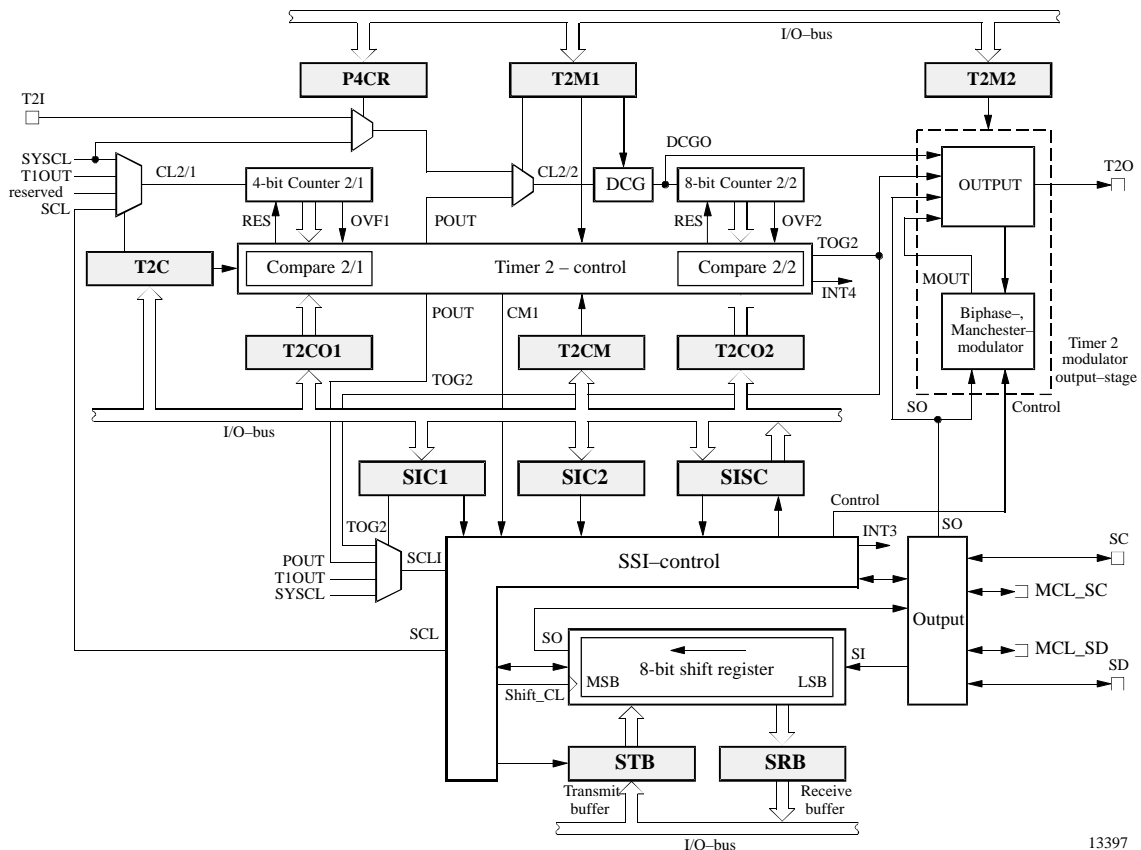 I/O–bus
P4CR
T2M1
T2M2
T2I
DCGO
SYSCL
T1OUT
reserved
SCL
CL2/1
4-bit Counter 2/1
CL2/2
DCG
8-bit Counter 2/2
OUTPUT
T2O
RES
OVF1
POUT
RES
OVF2
TOG2
T2C
Compare 2/1
Timer 2 – control
Compare 2/2
INT4
MOUT
POUT
CM1
Biphase–,
Manchester–
modulator
Timer 2
modulator
output–stage
T2CO1
T2CM
T2CO2
TOG2
SO
Control
I/O–bus
SIC1
SIC2
SISC
Control
TOG2
SO
INT3
SC
POUT
T1OUT
SYSCL
SCLI
SSI–control
MCL_SC
Output
SCL
SO
SI
MCL_SD
8-bit shift register
MSB
LSB
SD
Shift_CL
STB
SRB
Transmit
buffer
Receive
buffer
I/O–bus
13397